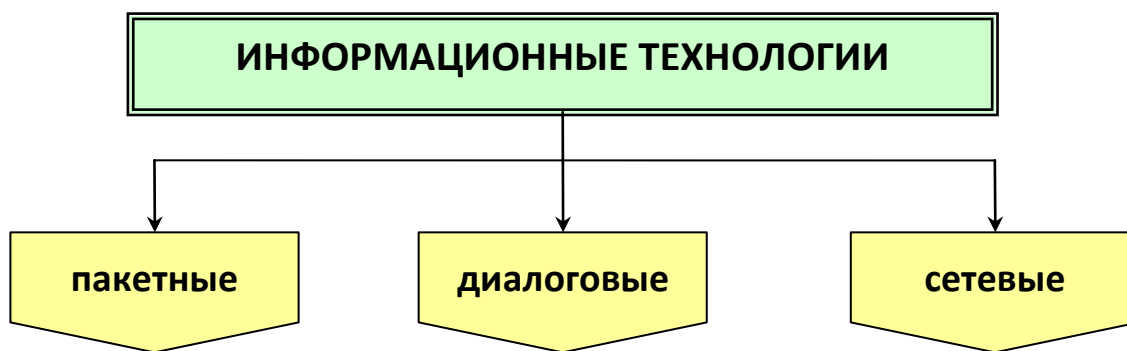 ИНФОРМАЦИОННЫЕ ТЕХНОЛОГИИ
пакетные
диалоговые
сетевые